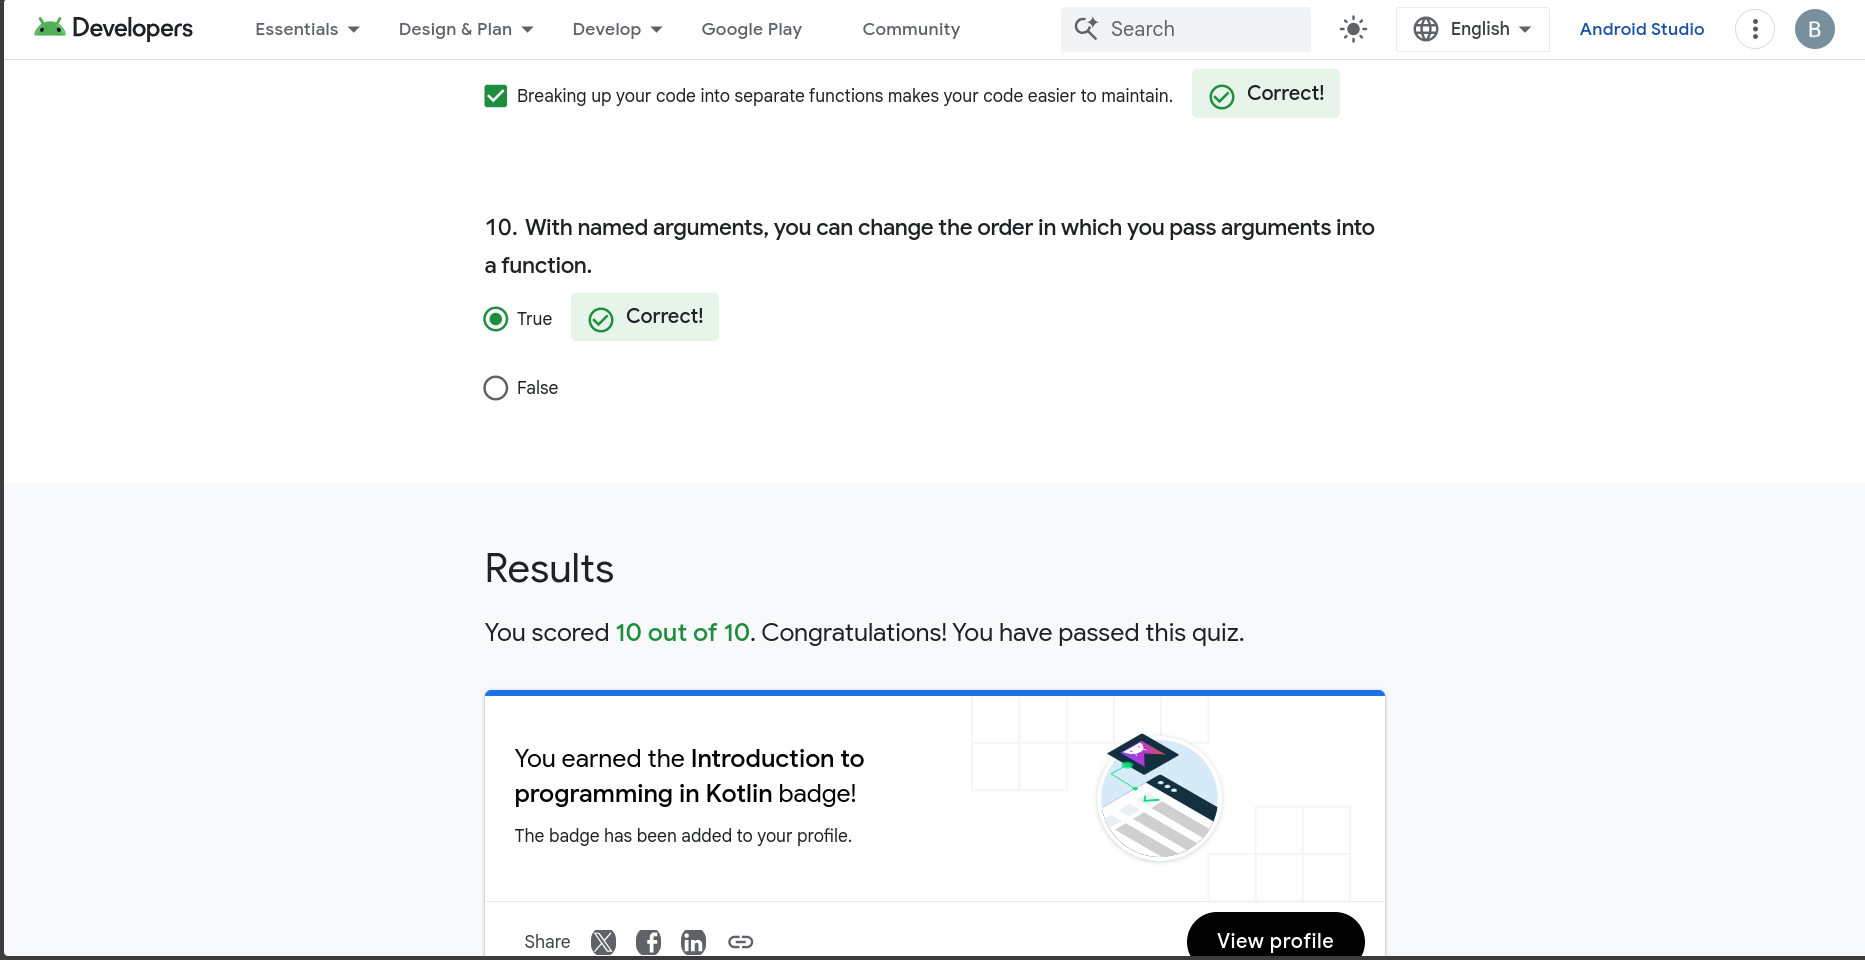 Developers Essentials Design & Plan Develop Google Play Community Search English Android Studio B
Breaking up your code into separate functions makes your code easier to maintain. Correct!
10. With named arguments, you can change the order in which you pass arguments into
a function.
True Correct!
False
Results
You scored 10 out of 10. Congratulations! You have passed this quiz.
You earned the Introduction to
programming in Kotlin badge!
The badge has been added to your profile.
Share View profile